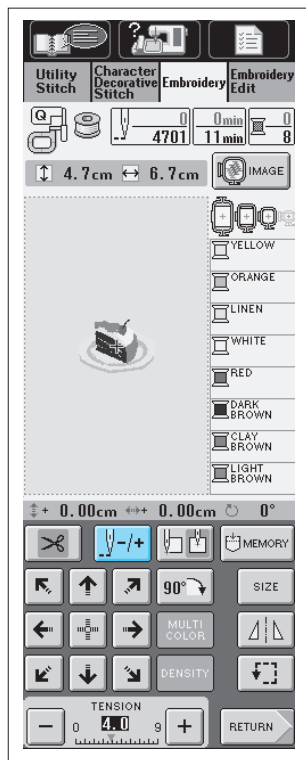 Utility Stitch
Character Decorative Stitch
Embroidery
Embroidery Edit
Q
0
4701
0min
11min
0
8
4.7cm 6.7cm
IMAGE
YELLOW
ORANGE
LINEN
WHITE
RED
DARK BROWN
CLAY BROWN
LIGHT BROWN
+ 0.00cm + 0.00cm 0°
-/+
MEMORY
90°
SIZE
MULTI COLOR
DENSITY
TENSION
- 0 4.0 9 +
RETURN